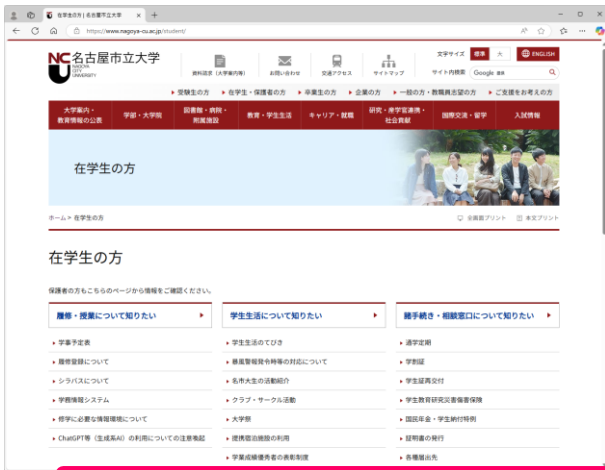 在学生の方 | 名古屋市立大学
https://www.nagoya-cu.ac.jp/student/
NC 名古屋市立大学
U NAGOYA CITY UNIVERSITY
資料請求（大学案内等） お問い合わせ 交通アクセス サイトマップ
文字サイズ 標準 大 ENGLISH
サイト内検索 Google
受験生の方 在学生・保護者の方 卒業生の方 企業の方 一般の方・教職員志望の方 ご支援をお考えの方
大学案内・教育情報の公表 学部・大学院 図書館・病院・附属施設 教育・学生生活 キャリア・就職 研究・産学官連携・社会貢献 国際交流・留学 入試情報
在学生の方
ホーム > 在学生の方
全画面プリント 本文プリント
在学生の方
保護者の方もこちらのページから情報をご確認ください。
履修・授業について知りたい
学事予定表
履修登録について
シラバスについて
学務情報システム
修学に必要な情報環境について
ChatGPT等（生成系AI）の利用についての注意喚起
学生生活について知りたい
学生生活のてびき
暴風警報発令時等の対応について
名市大生の活動紹介
クラブ・サークル活動
大学祭
提携宿泊施設の利用
学業成績優秀者の表彰制度
諸手続き・相談窓口について知りたい
通学定期
学割証
学生証再交付
学生教育研究災害傷害保険
国民年金・学生納付特例
証明書の発行
各種届出先